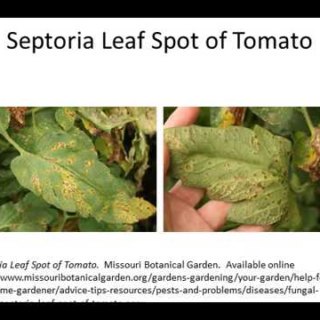 Septoria Leaf Spot of Tomato
ia Leaf Spot of Tomato. Missouri Botanical Garden. Available online
www.missouribotanicalgarden.org/gardens-gardening/your-garden/help-f
me-gardener/advice-tips-resources/pests-and-problems/diseases/fungal-